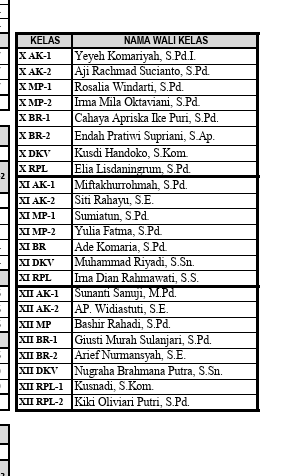 KELAS NAMA WALI KELAS
X AK-1 Yeyeh Komariyah, S.Pd.I.
X AK-2 Aji Rachmad Sucianto, S.Pd.
X MP-1 Rosalia Windarti, S.Pd.
X MP-2 Irma Mila Oktaviani, S.Pd.
X BR-1 Cahaya Apriska Ike Puri, S.Pd.
X BR-2 Endah Pratiwi Supriani, S.Ap.
X DKV Kusdi Handoko, S.Kom.
X RPL Elia Lisdaningrum, S.Pd.
XI AK-1 Miftakhurrohmah, S.Pd.
XI AK-2 Siti Rahayu, S.E.
XI MP-1 Sumiatun, S.Pd.
XI MP-2 Yulia Fatma, S.Pd.
XI BR Ade Komaria, S.Pd.
XI DKV Muhammad Riyadi, S.Sn.
XI RPL Irna Dian Rahmawati, S.S.
XII AK-1 Sunanti Sanuji, M.Pd.
XII AK-2 AP. Widiastuti, S.E.
XII MP Bashir Rahadi, S.Pd.
XII BR-1 Giusti Murah Sulanjari, S.Pd.
XII BR-2 Arief Nurmansyah, S.E.
XII DKV Nugraha Brahmana Putra, S.Sn.
XII RPL-1 Kusnadi, S.Kom.
XII RPL-2 Kiki Oliviari Putri, S.Pd.